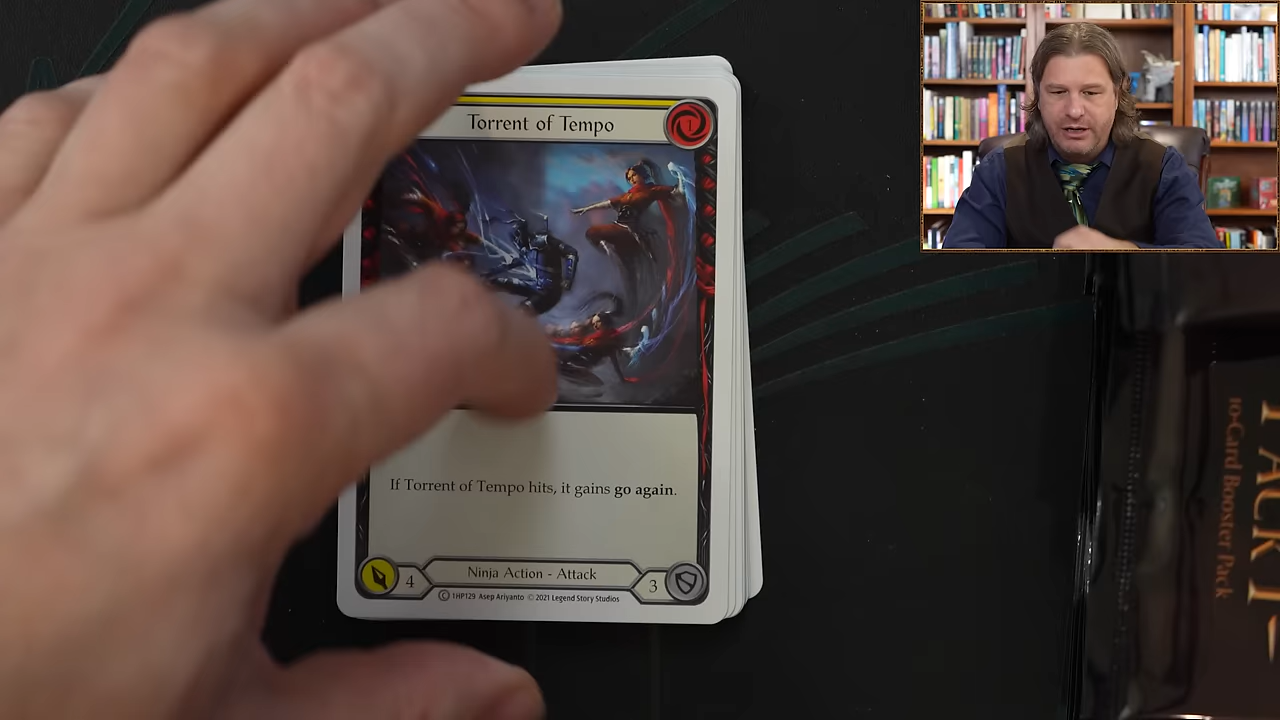 Torrent of Tempo
1
If Torrent of Tempo hits, it gains go again.
4
Ninja Action - Attack
3
C 1HP129 Asep Ariyanto © 2021 Legend Story Studios
10-Card Booster Pack